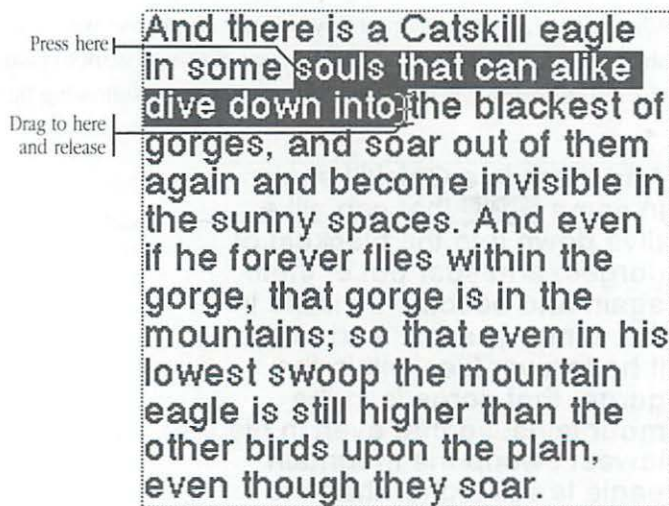 Press here
Drag to here
and release
And there is a Catskill eagle
in some souls that can alike
dive down into the blackest of
gorges, and soar out of them
again and become invisible in
the sunny spaces. And even
if he forever flies within the
gorge, that gorge is in the
mountains; so that even in his
lowest swoop the mountain
eagle is still higher than the
other birds upon the plain,
even though they soar.